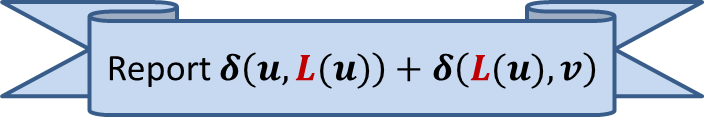 Report δ(u, L(u)) + δ(L(u), v)